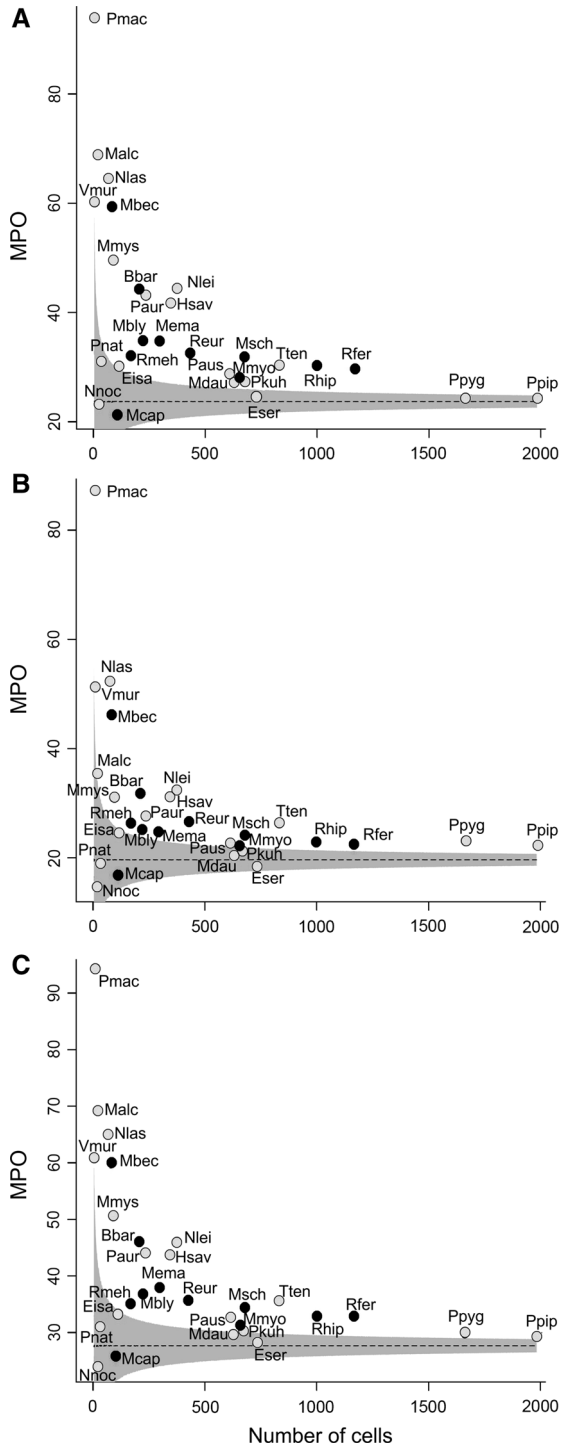 A
Pmac
80
Malc
Nlas
Vmur
60
Mbec
MPO
Mmys
Bbar
Nlei
Paur
Hsav
40
Mbly
Mema
Reur
Msch
Pnat
Rmeh
Tten
Rfer
Eisa
Paus
Mmyo
Nnoc
Mdau
Pkuh
Rhip
Ppyg
Ppip
Mcap
Eser
20
0
500
1000
1500
2000
B
Pmac
80
60
Nlas
Vmur
MPO
Mbec
40
Malc
Mmys
Bbar
Nlei
Hsav
Rmeh
Paur
Reur
Msch
Tten
Rhip
Rfer
Ppyg
Ppip
Eisa
Mbly
Mema
Mmyo
Paus
Pkuh
20
Pnat
Mdau
Mcap
Eser
Nnoc
0
500
1000
1500
2000
C
Pmac
90
80
70
Malc
Nlas
Vmur
Mbec
60
MPO
Mmys
50
Bbar
Nlei
Paur
Hsav
40
Mema
Rmeh
Reur
Msch
Tten
Eisa
Mbly
Paus
Mmyo
Rfer
Ppyg
Ppip
30
Pnat
Mdau
Pkuh
Rhip
Mcap
Eser
Nnoc
0
500
1000
1500
2000
Number of cells